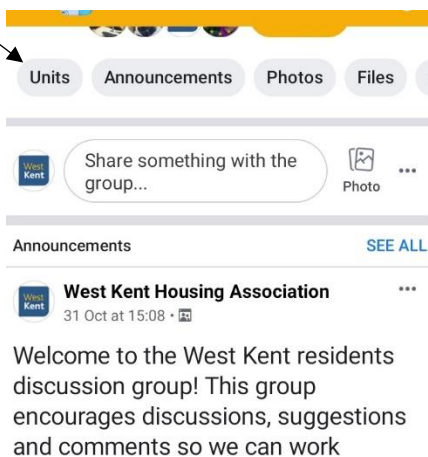 Units Announcements Photos Files
West Kent
Share something with the
group...
Photo
Announcements SEE ALL
West Kent
West Kent Housing Association
31 Oct at 15:08 •
Welcome to the West Kent residents
discussion group! This group
encourages discussions, suggestions
and comments so we can work